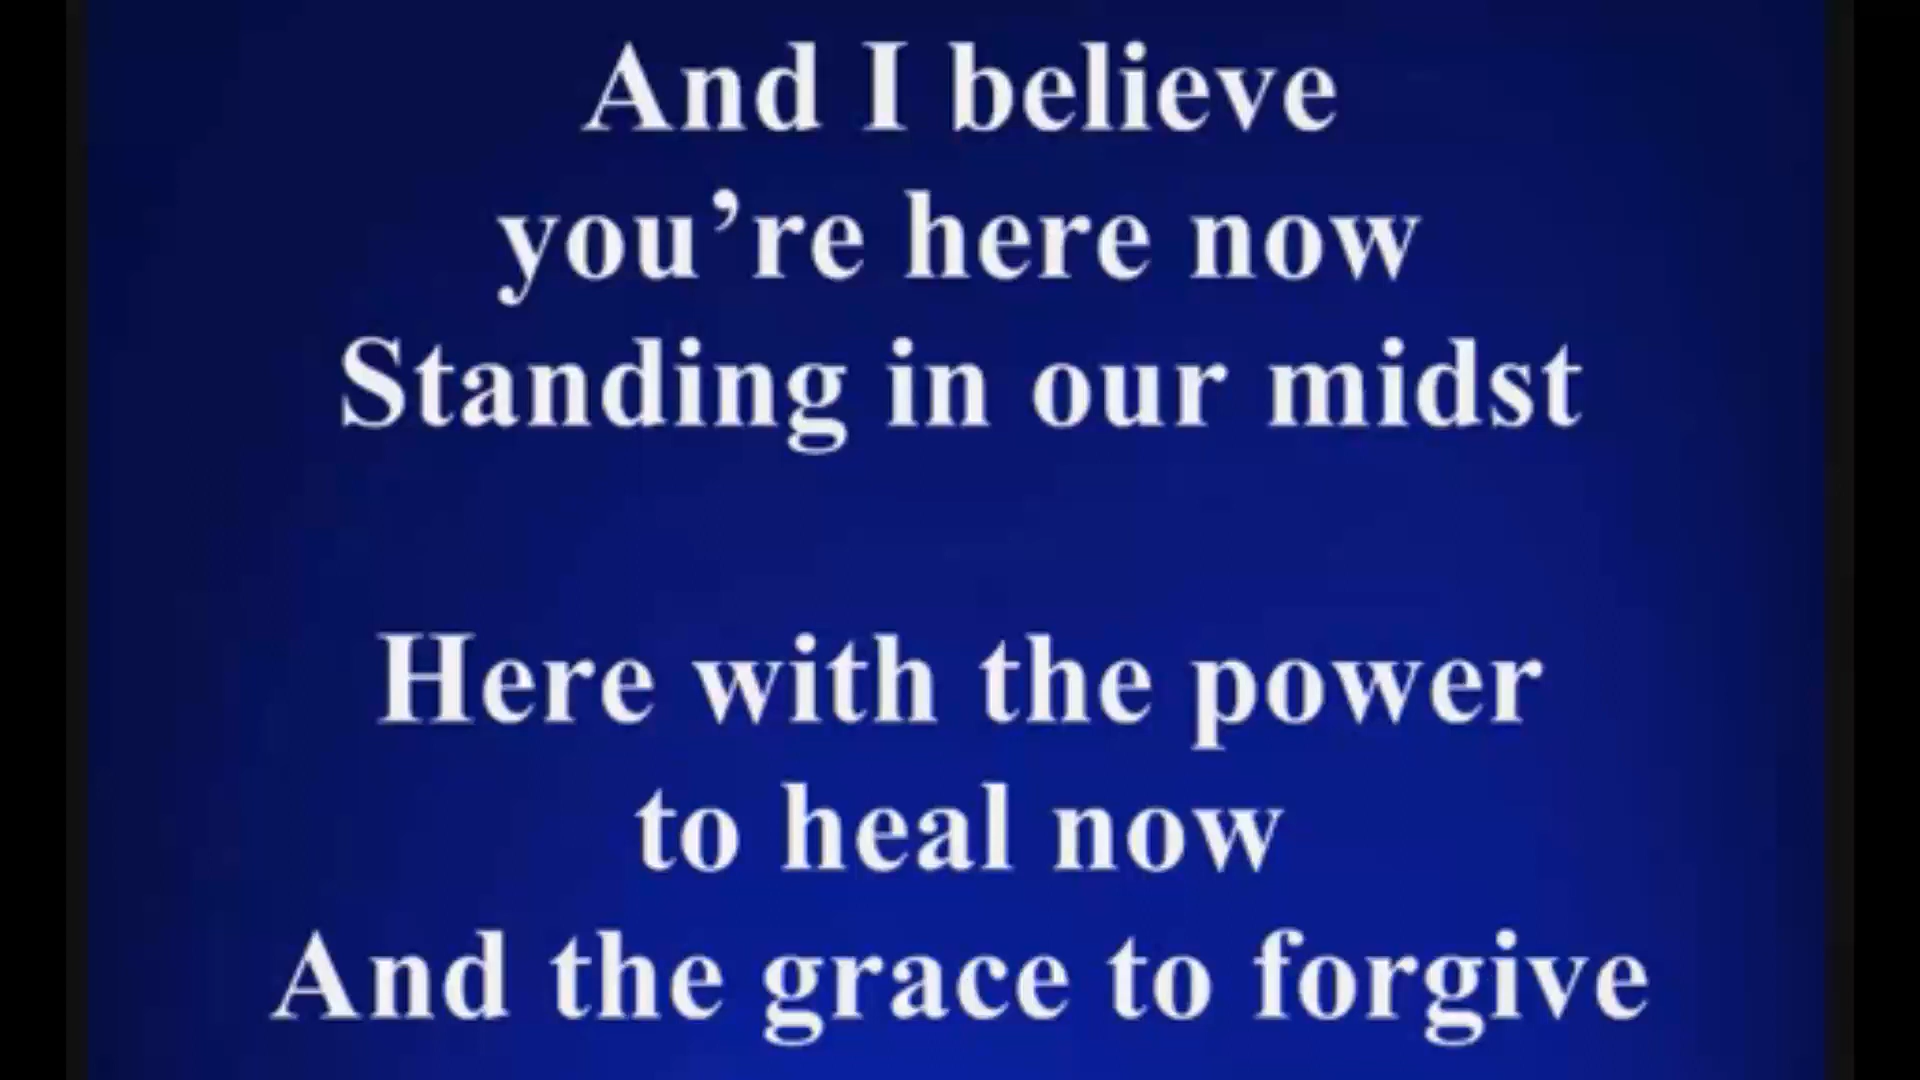 And I believe
you’re here now
Standing in our midst
Here with the power
to heal now
And the grace to forgive